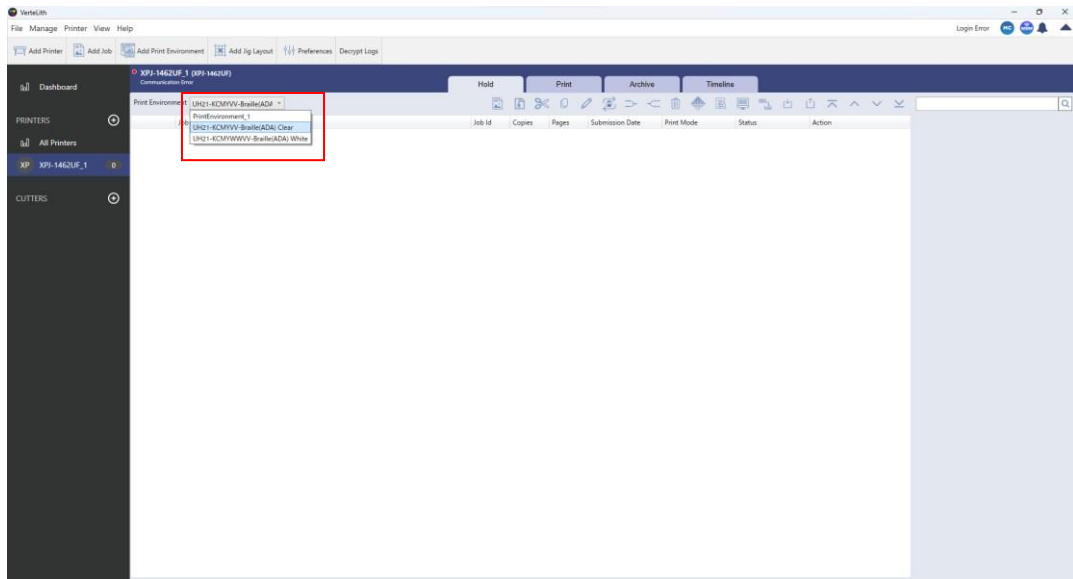 VerteLith
File Manage Printer View Help
Login Error MC
Add Printer Add Job Add Print Environment Add Jig Layout Preferences Decrypt Logs
Dashboard
XPJ-1462UF_1 (XPJ-1462UF)
Communication Error
Hold Print Archive Timeline
Print Environment UH21-KCMYVV-Braille(ADA
PrintEnvironment_1
UH21-KCMYVV-Braille(ADA) Clear
UH21-KCMYWWVV-Braille(ADA) White
Job Id Copies Pages Submission Date Print Mode Status Action
PRINTERS
All Printers
XP XPJ-1462UF_1 0
CUTTERS